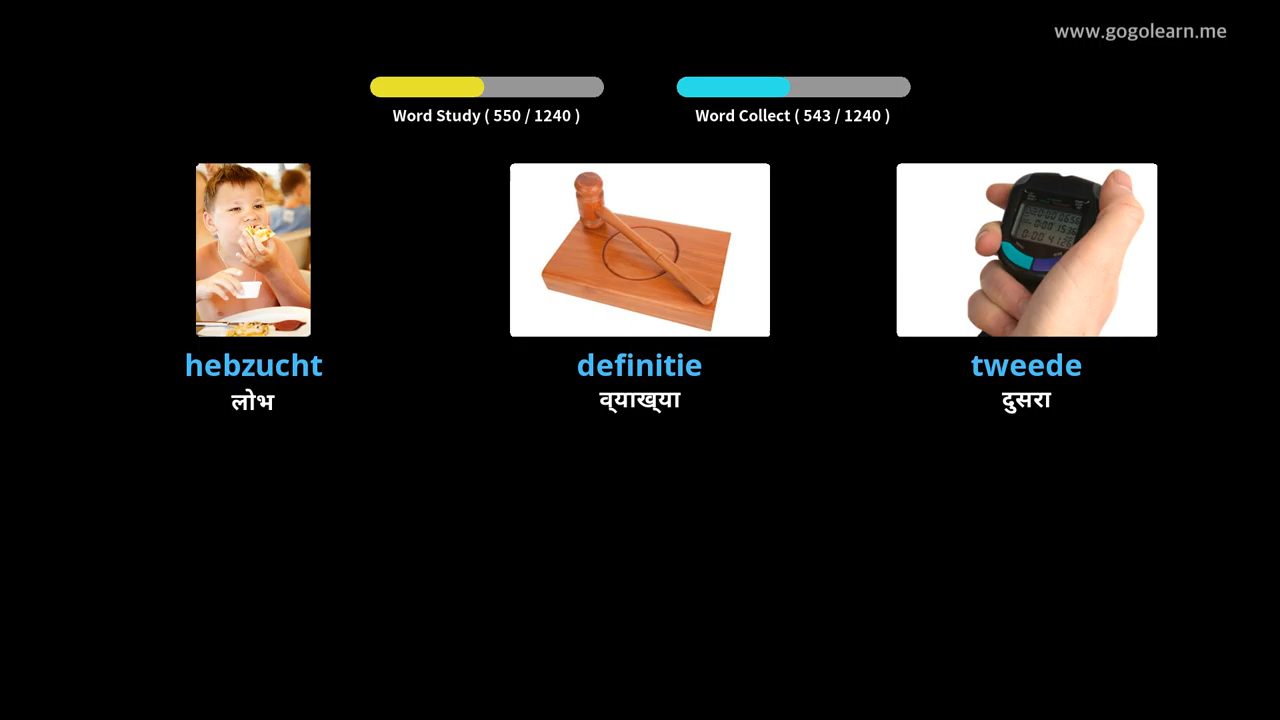 www.gogolearn.me
Word Study ( 550 / 1240 )
Word Collect ( 543 / 1240 )
hebzucht
definitie
tweede
लोभ
व्याख्या
दुसरा